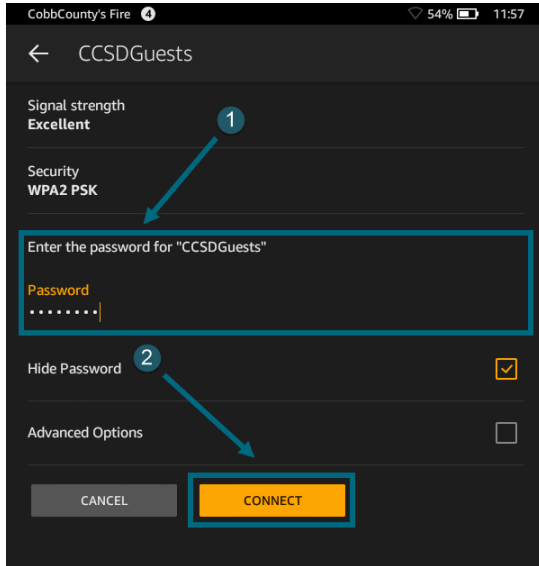 CobbCounty's Fire 4 54% 11:57
CCSDGuests
Signal strength
Excellent
1
Security
WPA2 PSK
Enter the password for "CCSDGuests"
Password
........
2
Hide Password
Advanced Options
CANCEL CONNECT